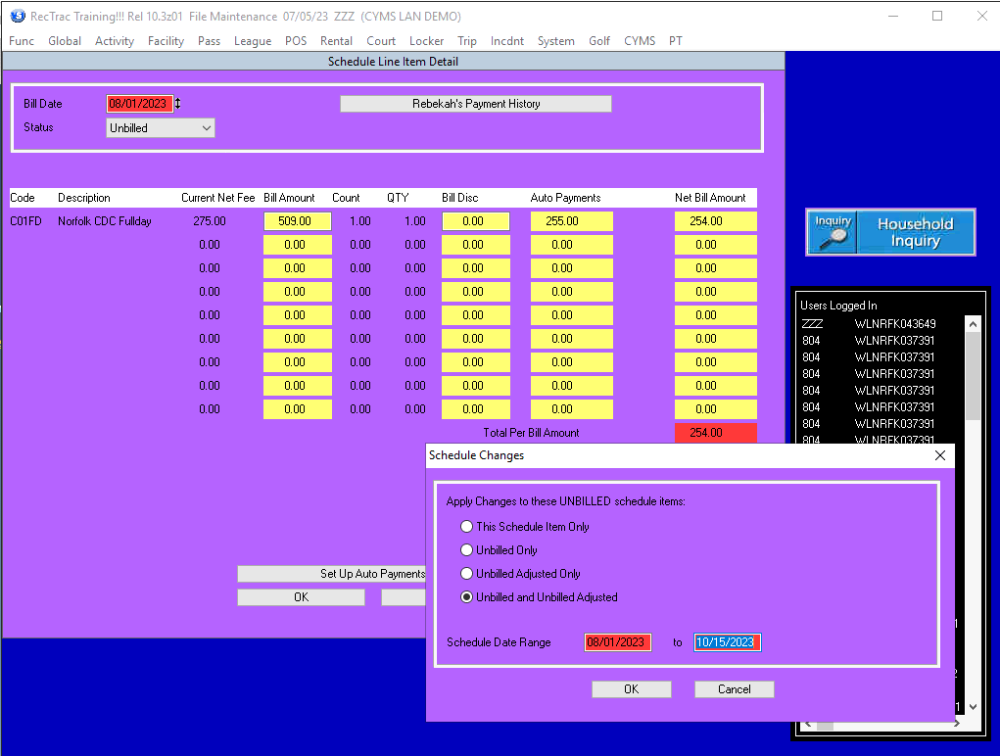 RecTrac Training!!! Rel 10.3z01 File Maintenance 07/05/23 ZZZ (CYMS LAN DEMO)
Func Global Activity Facility Pass League POS Rental Court Locker Trip Incdnt System Golf CYMS PT
Schedule Line Item Detail
Bill Date 08/01/2023 Rebekah's Payment History
Status Unbilled
Code Description Current Net Fee Bill Amount Count QTY Bill Disc Auto Payments Net Bill Amount
C01FD Norfolk CDC Fullday 275.00 509.00 1.00 1.00 0.00 255.00 254.00
0.00 0.00 0.00 0.00 0.00 0.00 0.00
0.00 0.00 0.00 0.00 0.00 0.00 0.00
0.00 0.00 0.00 0.00 0.00 0.00 0.00
0.00 0.00 0.00 0.00 0.00 0.00 0.00
0.00 0.00 0.00 0.00 0.00 0.00 0.00
0.00 0.00 0.00 0.00 0.00 0.00 0.00
0.00 0.00 0.00 0.00 0.00 0.00 0.00
0.00 0.00 0.00 0.00 0.00 0.00 0.00
Total Per Bill Amount 254.00
Set Up Auto Payments
OK
Inquiry Household
Inquiry
Users Logged In
ZZZ WLNRFK043649
804 WLNRFK037391
804 WLNRFK037391
804 WLNRFK037391
804 WLNRFK037391
804 WLNRFK037391
804 WLNRFK037391
804 WLNRFK037391
Schedule Changes
Apply Changes to these UNBILLED schedule items:
This Schedule Item Only
Unbilled Only
Unbilled Adjusted Only
Unbilled and Unbilled Adjusted
Schedule Date Range 08/01/2023 to 10/15/2023
OK Cancel
1
2
1